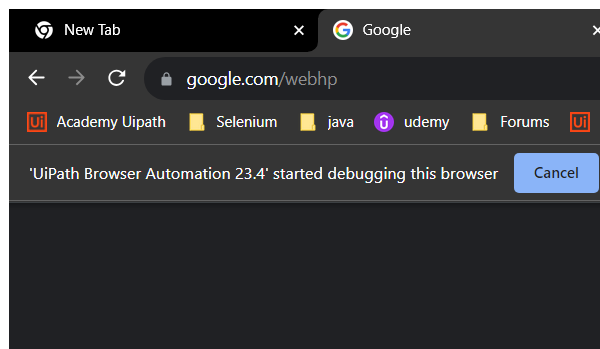 New Tab
Google
google.com/webhp
Ui Academy Uipath Selenium java udemy Forums Ui
'UiPath Browser Automation 23.4' started debugging this browser Cancel